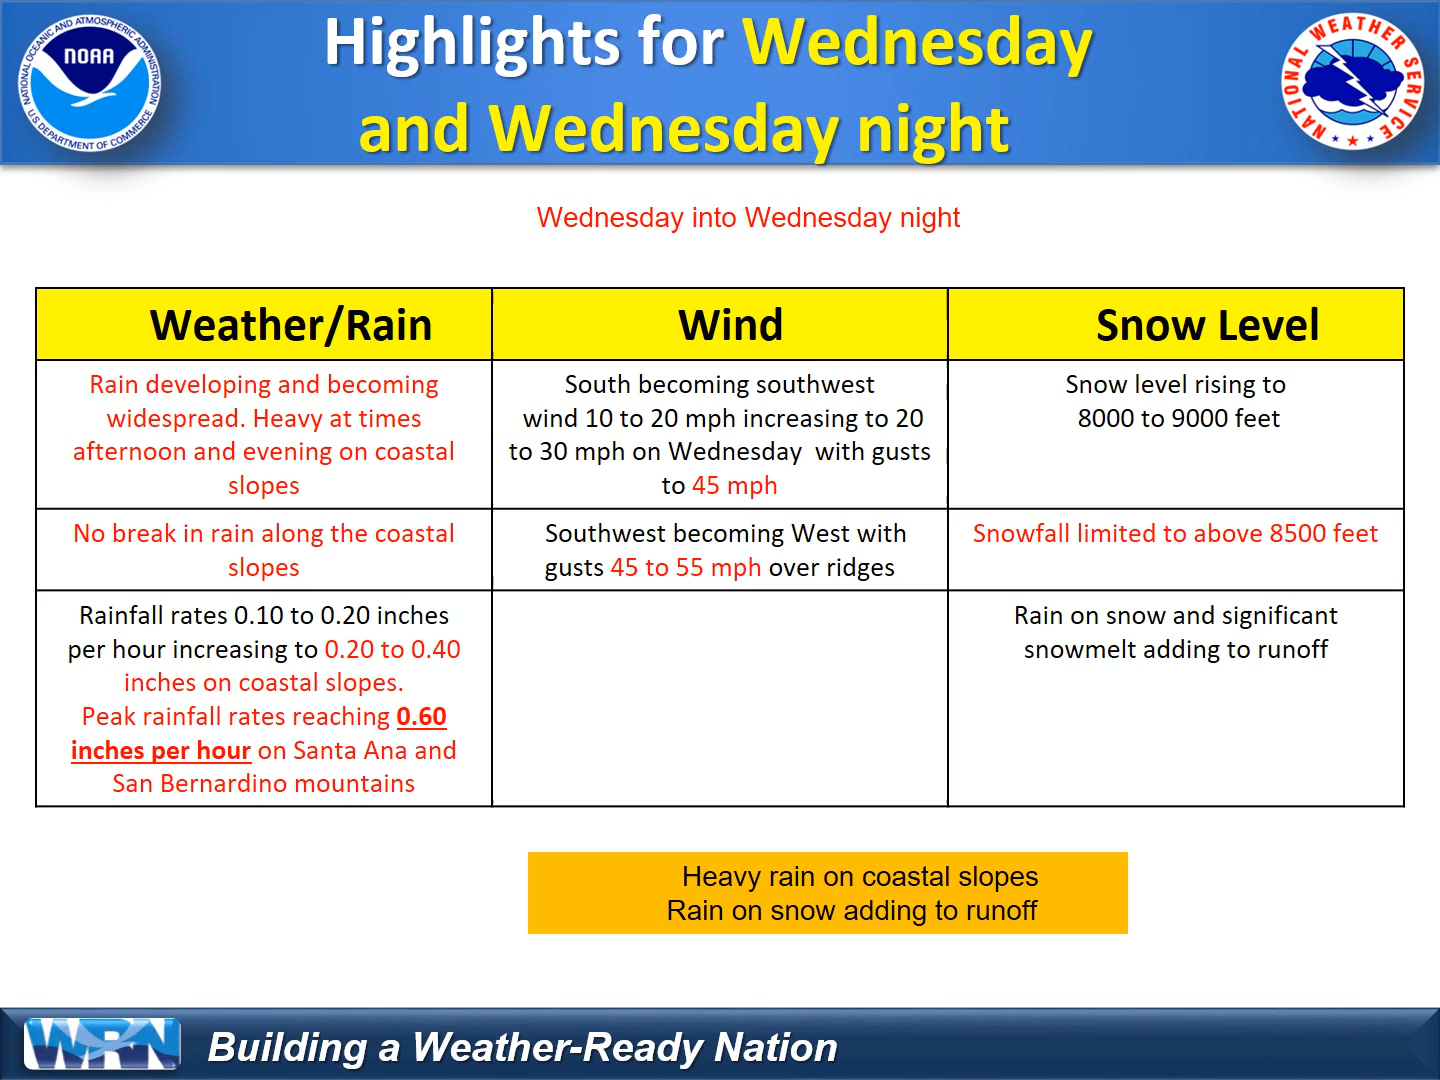 Highlights for Wednesday
and Wednesday night
NOAA
NATIONAL OCEANIC AND ATMOSPHERIC ADMINISTRATION
U.S. DEPARTMENT OF COMMERCE
NATIONAL WEATHER SERVICE
Wednesday into Wednesday night
Weather/Rain
Wind
Snow Level
Rain developing and becoming
widespread. Heavy at times
afternoon and evening on coastal
slopes
South becoming southwest
wind 10 to 20 mph increasing to 20
to 30 mph on Wednesday  with gusts
to 45 mph
Snow level rising to
8000 to 9000 feet
No break in rain along the coastal
slopes
Southwest becoming West with
gusts 45 to 55 mph over ridges
Snowfall limited to above 8500 feet
Rainfall rates 0.10 to 0.20 inches
per hour increasing to 0.20 to 0.40
inches on coastal slopes.
Peak rainfall rates reaching 0.60
inches per hour on Santa Ana and
San Bernardino mountains
Rain on snow and significant
snowmelt adding to runoff
Heavy rain on coastal slopes
Rain on snow adding to runoff
WRN
Building a Weather-Ready Nation